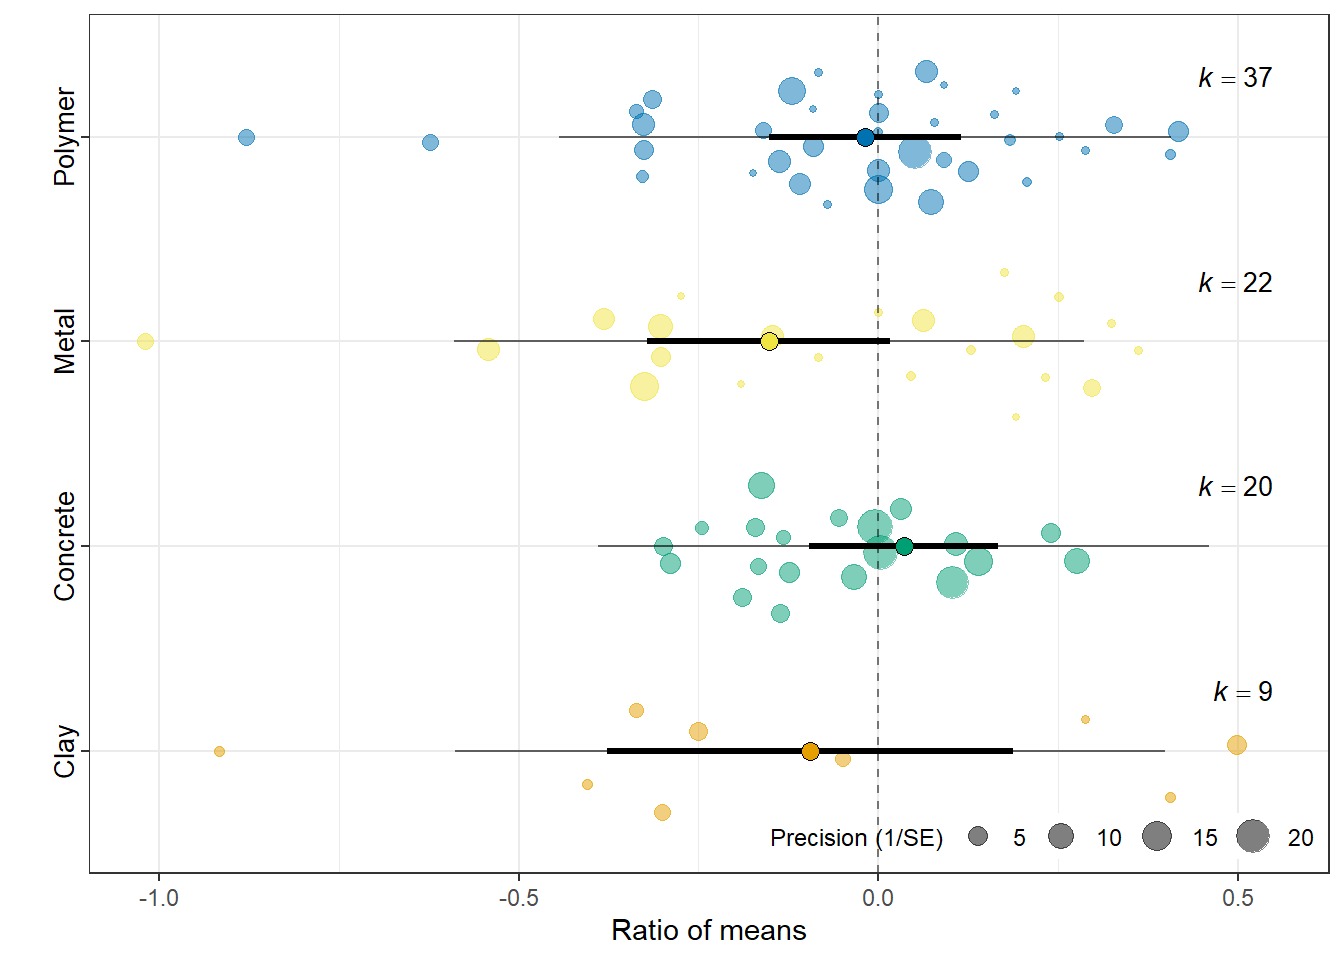 Polymer
k = 37
Metal
k = 22
Concrete
k = 20
Clay
k = 9
Precision (1/SE) 5 10 15 20
-1.0 -0.5 0.0 0.5
Ratio of means